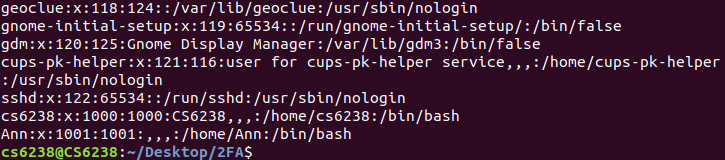 geoclue:x:118:124::/var/lib/geoclue:/usr/sbin/nologin
gnome-initial-setup:x:119:65534::/run/gnome-initial-setup/:/bin/false
gdm:x:120:125:Gnome Display Manager:/var/lib/gdm3:/bin/false
cups-pk-helper:x:121:116:user for cups-pk-helper service,,,:/home/cups-pk-helper
:/usr/sbin/nologin
sshd:x:122:65534::/run/sshd:/usr/sbin/nologin
cs6238:x:1000:1000:CS6238,,,:/home/cs6238:/bin/bash
Ann:x:1001:1001:,,,:/home/Ann:/bin/bash
cs6238@CS6238:~/Desktop/2FA$